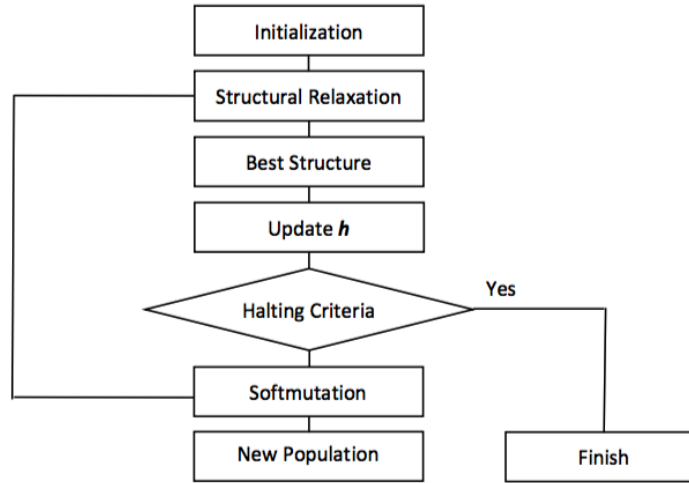 Initialization
Structural Relaxation
Best Structure
Update h
Halting Criteria
Yes
Softmutation
New Population
Finish